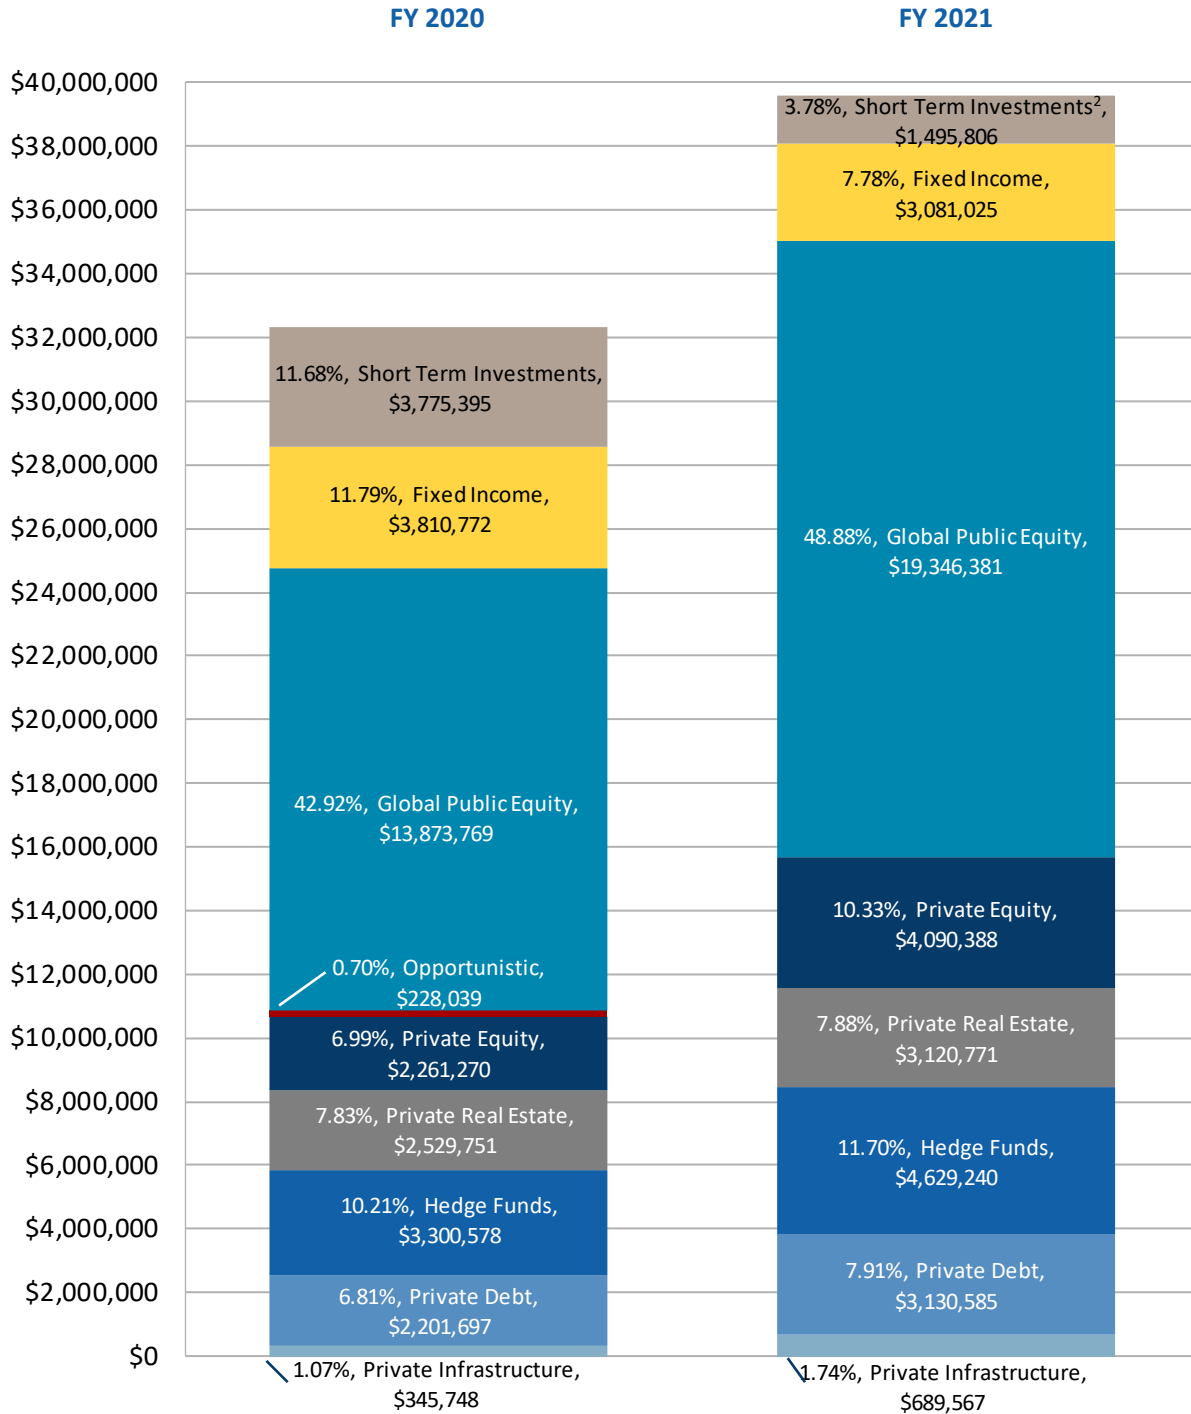 FY 2020
FY 2021
$40,000,000
$38,000,000
$36,000,000
$34,000,000
$32,000,000
$30,000,000
$28,000,000
$26,000,000
$24,000,000
$22,000,000
$20,000,000
$18,000,000
$16,000,000
$14,000,000
$12,000,000
$10,000,000
$8,000,000
$6,000,000
$4,000,000
$2,000,000
$0
11.68%, Short Term Investments,
$3,775,395
11.79%, Fixed Income,
$3,810,772
42.92%, Global Public Equity,
$13,873,769
0.70%, Opportunistic,
$228,039
6.99%, Private Equity,
$2,261,270
7.83%, Private Real Estate,
$2,529,751
10.21%, Hedge Funds,
$3,300,578
6.81%, Private Debt,
$2,201,697
1.07%, Private Infrastructure,
$345,748
3.78%, Short Term Investments²,
$1,495,806
7.78%, Fixed Income,
$3,081,025
48.88%, Global Public Equity,
$19,346,381
10.33%, Private Equity,
$4,090,388
7.88%, Private Real Estate,
$3,120,771
11.70%, Hedge Funds,
$4,629,240
7.91%, Private Debt,
$3,130,585
1.74%, Private Infrastructure,
$689,567